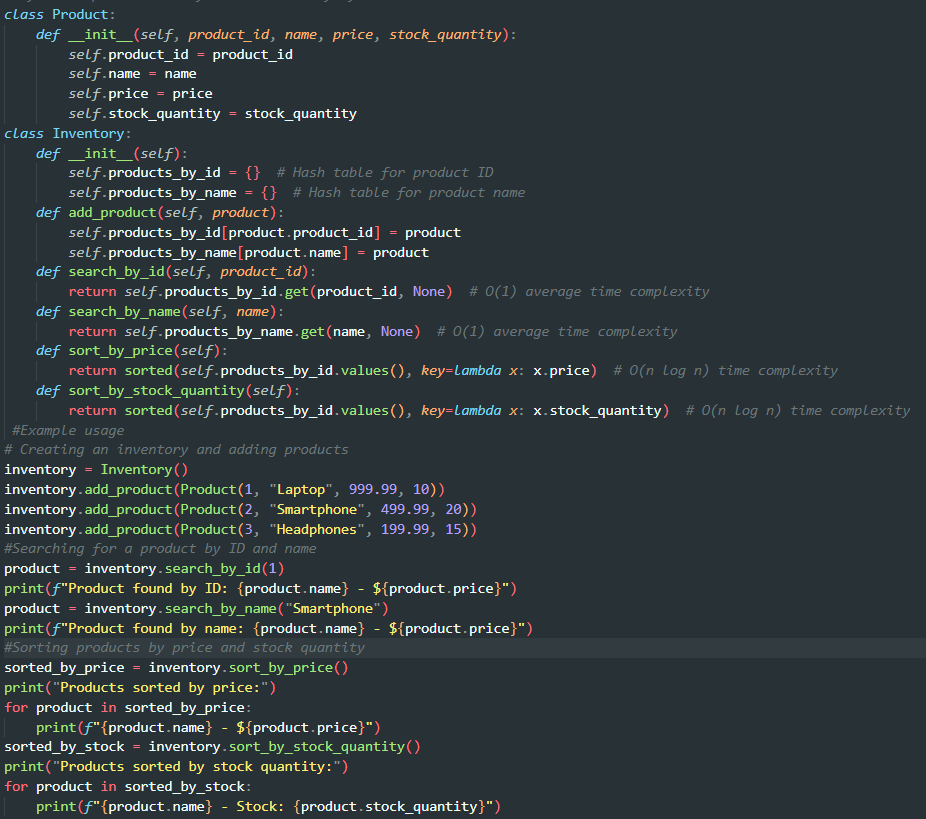 class Product:
    def __init__(self, product_id, name, price, stock_quantity):
        self.product_id = product_id
        self.name = name
        self.price = price
        self.stock_quantity = stock_quantity
class Inventory:
    def __init__(self):
        self.products_by_id = {}  # Hash table for product ID
        self.products_by_name = {}  # Hash table for product name
    def add_product(self, product):
        self.products_by_id[product.product_id] = product
        self.products_by_name[product.name] = product
    def search_by_id(self, product_id):
        return self.products_by_id.get(product_id, None)  # O(1) average time complexity
    def search_by_name(self, name):
        return self.products_by_name.get(name, None)  # O(1) average time complexity
    def sort_by_price(self):
        return sorted(self.products_by_id.values(), key=lambda x: x.price)  # O(n log n) time complexity
    def sort_by_stock_quantity(self):
        return sorted(self.products_by_id.values(), key=lambda x: x.stock_quantity)  # O(n log n) time complexity
 #Example usage
# Creating an inventory and adding products
inventory = Inventory()
inventory.add_product(Product(1, "Laptop", 999.99, 10))
inventory.add_product(Product(2, "Smartphone", 499.99, 20))
inventory.add_product(Product(3, "Headphones", 199.99, 15))
#Searching for a product by ID and name
product = inventory.search_by_id(1)
print(f"Product found by ID: {product.name} - ${product.price}")
product = inventory.search_by_name("Smartphone")
print(f"Product found by name: {product.name} - ${product.price}")
#Sorting products by price and stock quantity
sorted_by_price = inventory.sort_by_price()
print("Products sorted by price:")
for product in sorted_by_price:
    print(f"{product.name} - ${product.price}")
sorted_by_stock = inventory.sort_by_stock_quantity()
print("Products sorted by stock quantity:")
for product in sorted_by_stock:
    print(f"{product.name} - Stock: {product.stock_quantity}")